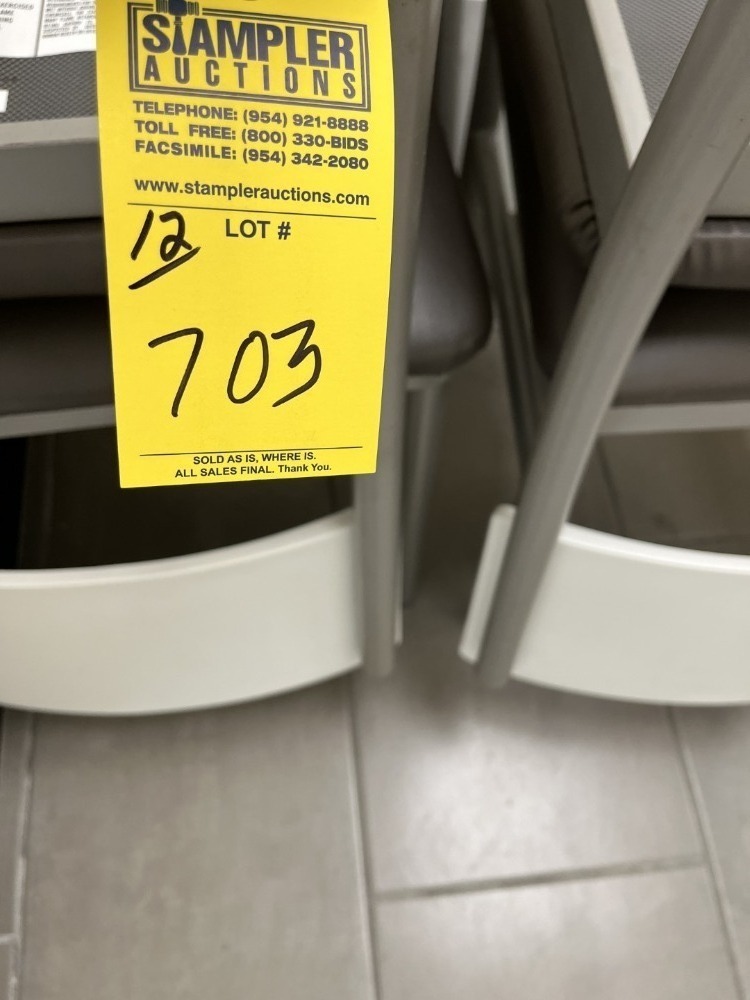 STAMPLER
AUCTIONS
TELEPHONE: (954) 921-8888
TOLL FREE: (800) 330-BIDS
FACSIMILE: (954) 342-2080
www.stamplerauctions.com
12 LOT #
703
SOLD AS IS, WHERE IS.
ALL SALES FINAL. Thank You.